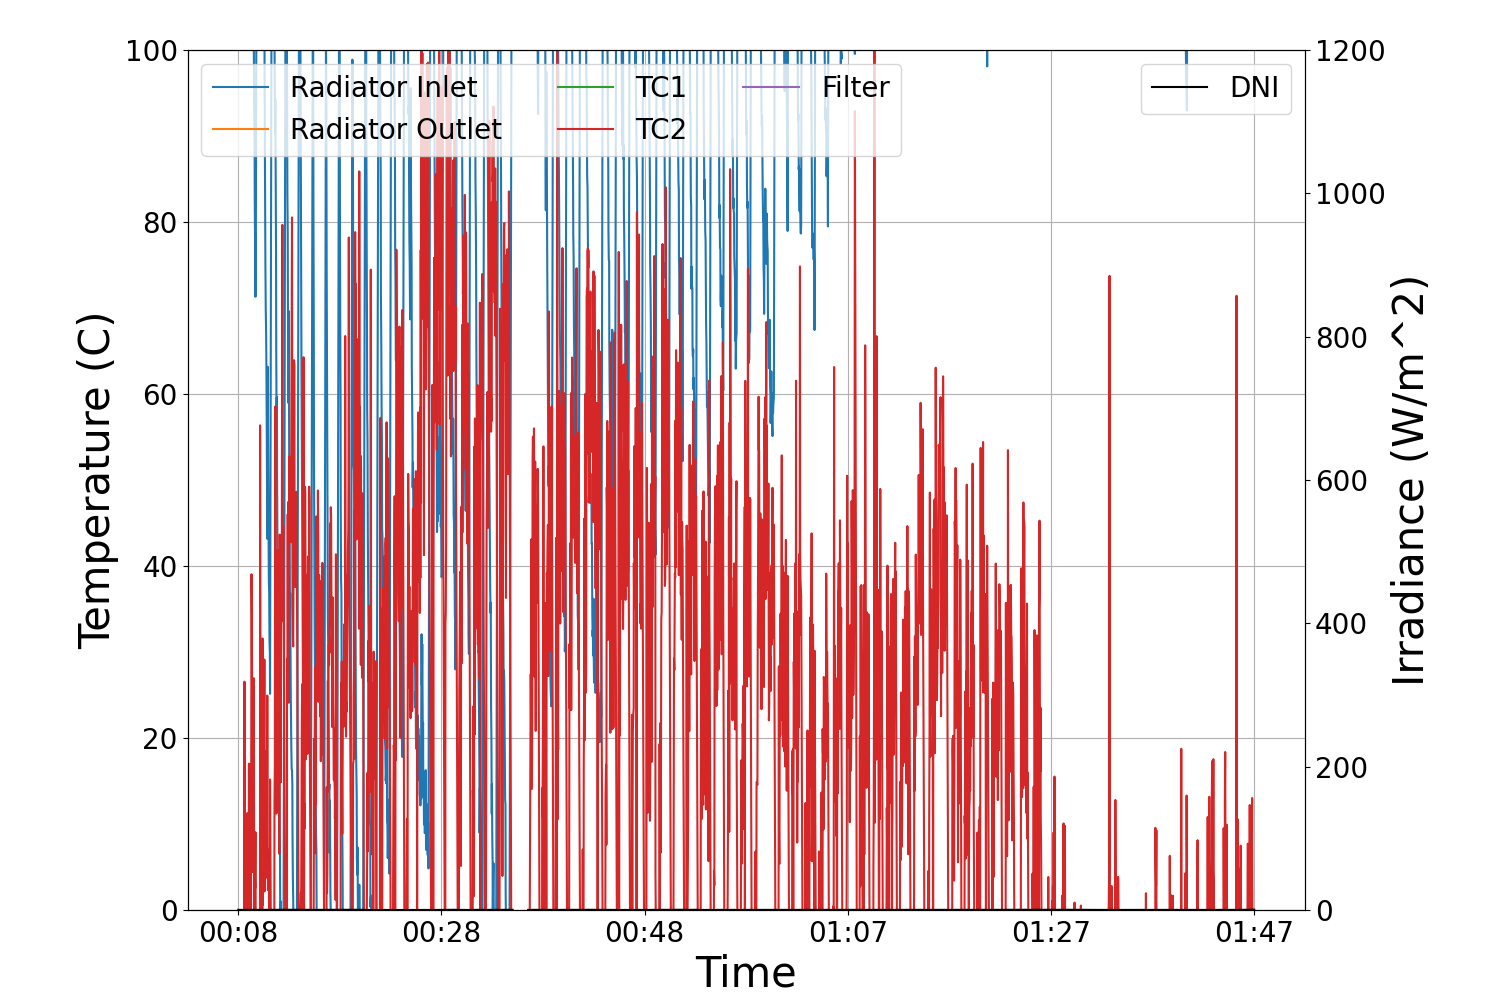 100
80
60
40
20
0
Temperature (C)
Radiator Inlet
Radiator Outlet
TC1
TC2
Filter
DNI
1200
1000
800
600
400
200
0
Irradiance (W/m^2)
00:08
00:28
00:48
01:07
01:27
01:47
Time